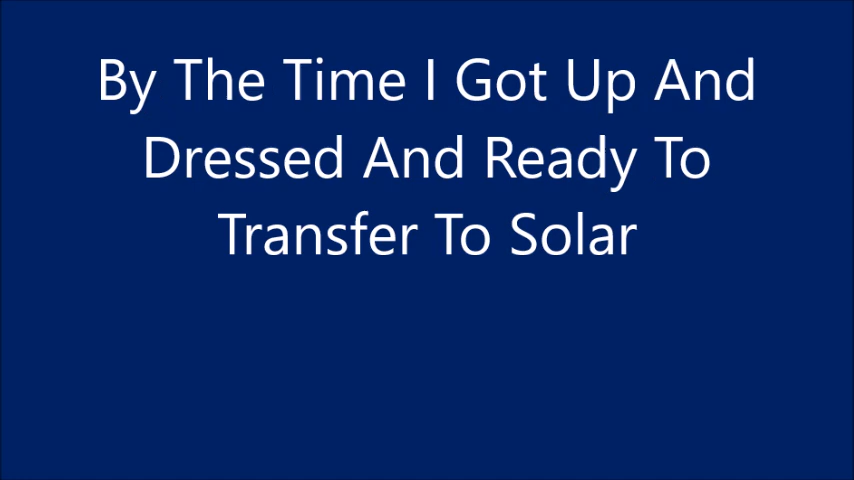 By The Time I Got Up And
Dressed And Ready To
Transfer To Solar